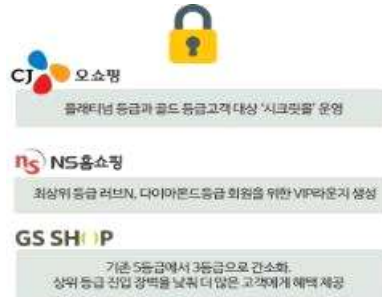 CJ 오쇼핑
플래티넘 등급과 골드 등급고객 대상 '시크릿몰' 운영
ns NS홈쇼핑
최상위 등급 러브N, 다이아몬드등급 회원을 위한 VIP라운지 생성
GS SHOP
기존 5등급에서 3등급으로 간소화.
상위 등급 진입 장벽을 낮춰 더 많은 고객에게 혜택 제공